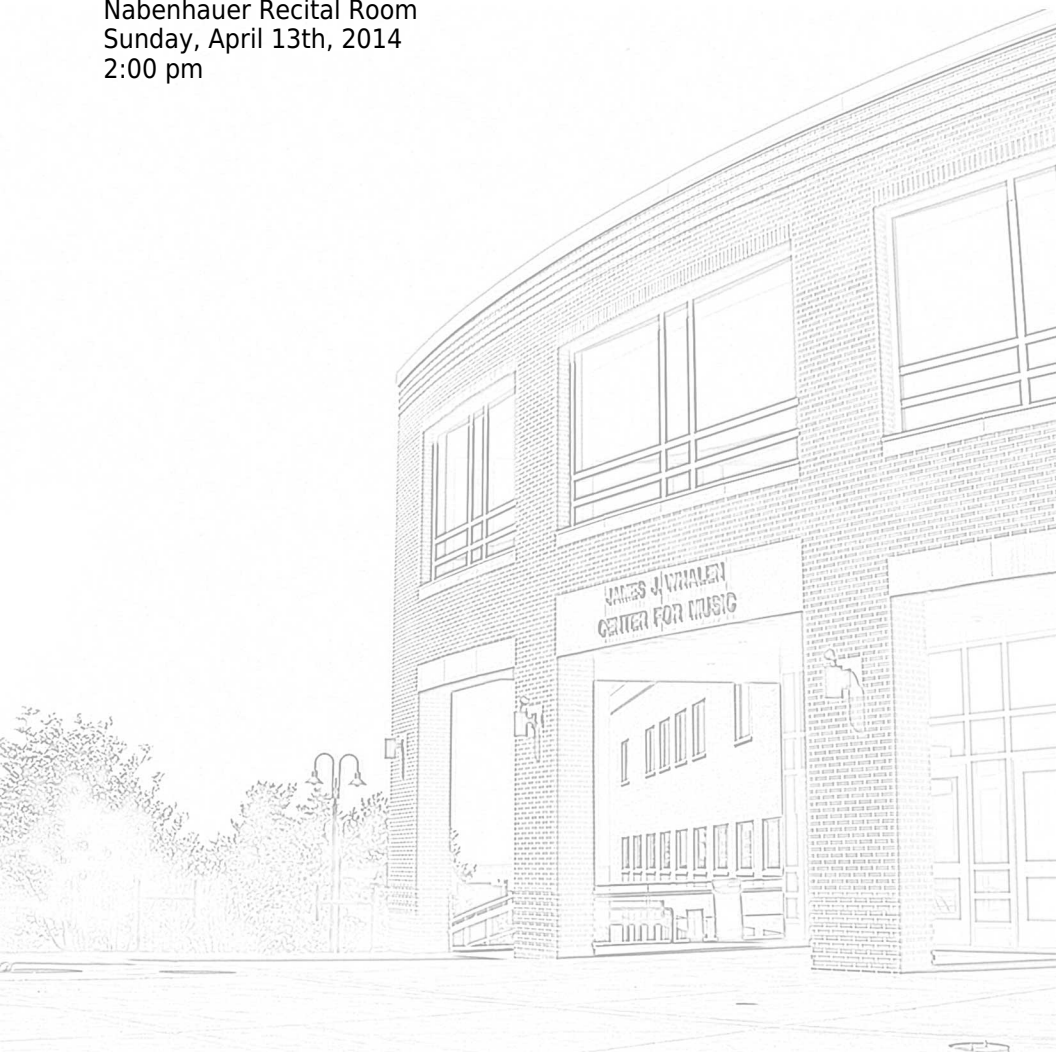 Nabenhauer Recital Room
Sunday, April 13th, 2014
2:00 pm
JAMES J. WHALEN
CENTER FOR MUSIC